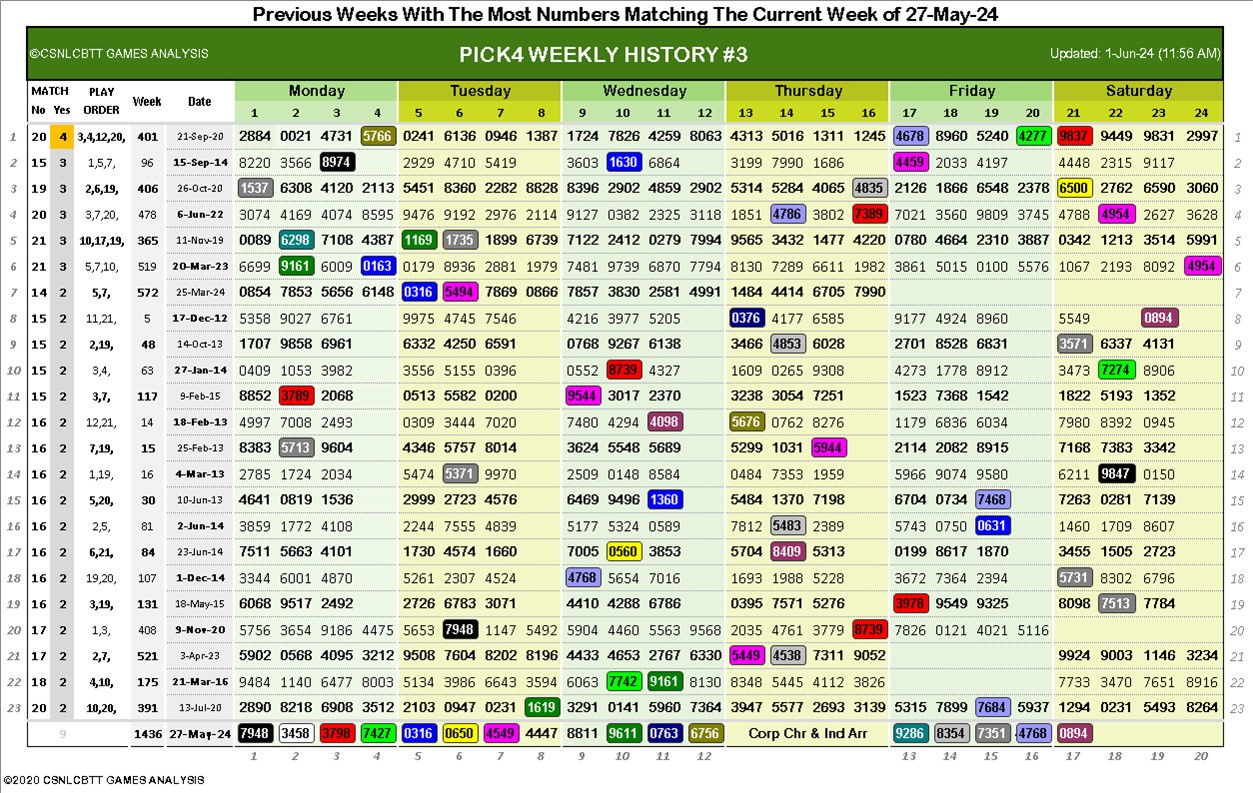 Previous Weeks With The Most Numbers Matching The Current Week of 27-May-24
©CSNLCBTT GAMES ANALYSIS PICK4 WEEKLY HISTORY #3 Updated: 1-Jun-24 (11:56 AM)
MATCH PLAY Week Date Monday Tuesday Wednesday Thursday Friday Saturday
No Yes ORDER 1 2 3 4 5 6 7 8 9 10 11 12 13 14 15 16 17 18 19 20 21 22 23 24
1 20 4 3,4,12,20, 401 21-Sep-20 2884 0021 4731 5766 0241 6136 0946 1387 1724 7826 4259 8063 4313 5016 1311 1245 4678 8960 5240 4277 9837 9449 9831 2997 1
2 15 3 1,5,7, 96 15-Sep-14 8220 3566 8974 2929 4710 5419 3603 1630 6864 3199 7990 1686 4459 2033 4197 4448 2315 9117 2
3 19 3 2,6,19, 406 26-Oct-20 1537 6308 4120 2113 5451 8360 2282 8828 8396 2902 4859 2902 5314 5284 4065 4835 2126 1866 6548 2378 6500 2762 6590 3060 3
4 20 3 3,7,20, 478 6-Jun-22 3074 4169 4074 8595 9476 9192 2976 2114 9127 0382 2325 3118 1851 4786 3802 7389 7021 3560 9809 3745 4788 4954 2627 3628 4
5 21 3 10,17,19, 365 11-Nov-19 0089 6298 7108 4387 1169 1735 1899 6739 7122 2412 0279 7994 9565 3432 1477 4220 0780 4664 2310 3887 0342 1213 3514 5991 5
6 21 3 5,7,10, 519 20-Mar-23 6699 9161 6009 0163 0179 8936 2881 1979 7481 9739 6870 7794 8130 7289 6611 1982 3861 5015 0100 5576 1067 2193 8092 4954 6
7 14 2 5,7, 572 25-Mar-24 0854 7853 5656 6148 0316 5494 7869 0866 7857 3830 2581 4991 1484 4414 6705 7990 7
8 15 2 11,21, 5 17-Dec-12 5358 9027 6761 9975 4745 7546 4216 3977 5205 0376 4177 6585 9177 4924 8960 5549 0894 8
9 15 2 2,19, 48 14-Oct-13 1707 9858 6961 6332 4250 6591 0768 9267 6138 3466 4853 6028 2701 8528 6831 3571 6337 4131 9
10 15 2 3,4, 63 27-Jan-14 0409 1053 3982 3556 5155 0396 0552 8739 4327 1609 0265 9308 4273 1778 8912 3473 7274 8906 10
11 15 2 3,7, 117 9-Feb-15 8852 3789 2068 0513 5582 0200 9544 3017 2370 3238 3054 7251 1523 7368 1542 1822 5193 1352 11
12 16 2 12,21, 14 18-Feb-13 4997 7008 2493 0309 3444 7020 7480 4294 4098 5676 0762 8276 1179 6836 6034 7980 8392 0945 12
13 16 2 7,19, 15 25-Feb-13 8383 5713 9604 4346 5757 8014 3624 5548 5689 5299 1031 5944 2114 2082 8915 7168 7383 3342 13
14 16 2 1,19, 16 4-Mar-13 2785 1724 2034 5474 5371 9970 2509 0148 8584 0484 7353 1959 5966 9074 9580 6211 9847 0150 14
15 16 2 5,20, 30 10-Jun-13 4641 0819 1536 2999 2723 4576 6469 9496 1360 5484 1370 7198 6704 0734 7468 7263 0281 7139 15
16 16 2 2,5, 81 2-Jun-14 3859 1772 4108 2244 7555 4839 5177 5324 0589 7812 5483 2389 5743 0750 0631 1460 1709 8607 16
17 16 2 6,21, 84 23-Jun-14 7511 5663 4101 1730 4574 1660 7005 0560 3853 5704 8409 5313 0199 8617 1870 3455 1505 2723 17
18 16 2 19,20, 107 1-Dec-14 3344 6001 4870 5261 2307 4524 4768 5654 7016 1693 1988 5228 3672 7364 2394 5731 8302 6796 18
19 16 2 3,19, 131 18-May-15 6068 9517 2492 2726 6783 3071 4410 4288 6786 0395 7571 5276 3978 9549 9325 8098 7513 7784 19
20 17 2 1,3, 408 9-Nov-20 5756 3654 9186 4475 5653 7948 1147 5492 5904 4460 5563 9568 2035 4761 3779 8739 7826 0121 4021 5116 20
21 17 2 2,7, 521 3-Apr-23 5902 0568 4095 3212 9508 7604 8202 8196 4433 4653 2767 6330 5449 4538 7311 9052 9924 9003 1146 3234 21
22 18 2 4,10, 175 21-Mar-16 9484 1140 6477 8003 5134 3986 6643 3594 6063 7742 9161 8130 8348 5445 4112 3826 7733 3470 7651 8916 22
23 20 2 10,20, 391 13-Jul-20 2890 8218 6908 3512 2103 0947 0231 1619 3291 0141 5960 7364 3947 5577 2693 3139 5315 7899 7684 5937 1294 0231 5493 8264 23
9 1436 27-May-24 7948 3458 3798 7427 0316 0650 4549 4447 8811 9611 0763 6756 Corp Chr & Ind Arr 9286 8354 7351 4768 0894
1 2 3 4 5 6 7 8 9 10 11 12 13 14 15 16 17 18 19 20
©2020 CSNLCBTT GAMES ANALYSIS